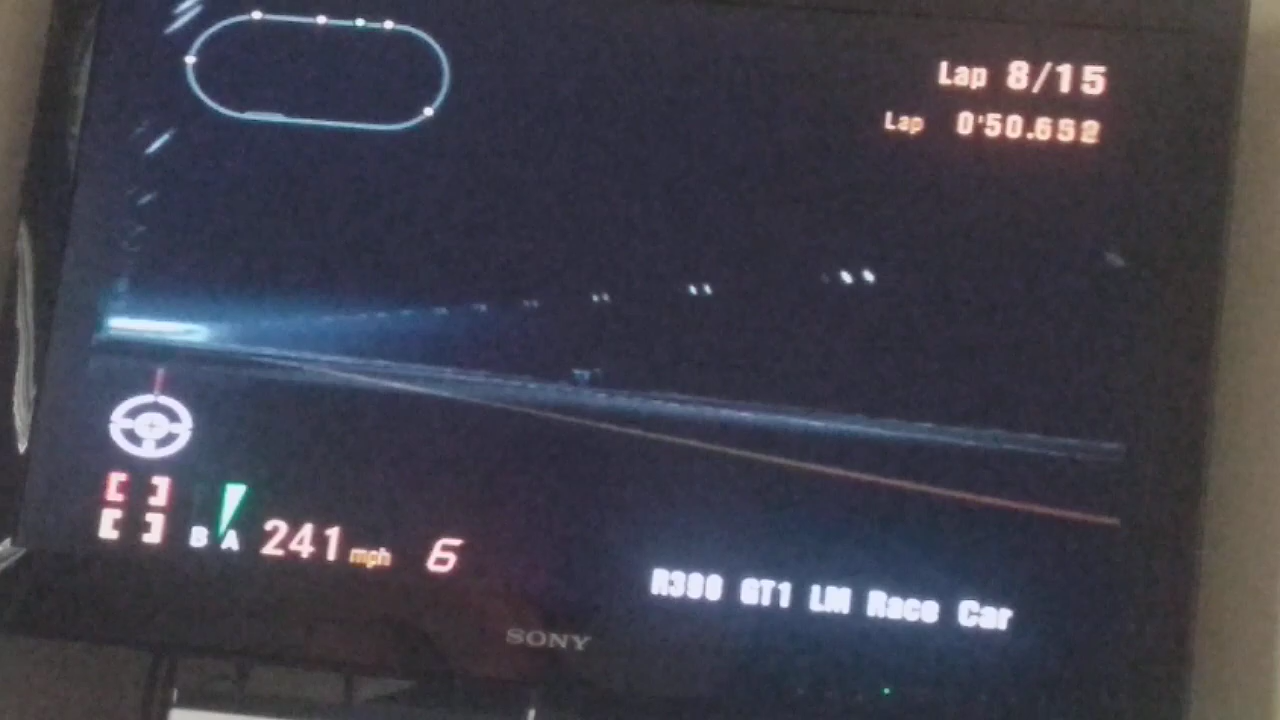 Lap 8/15
Lap 0'50.652
B A 241 mph 6
R390 GT1 LM Race Car
SONY